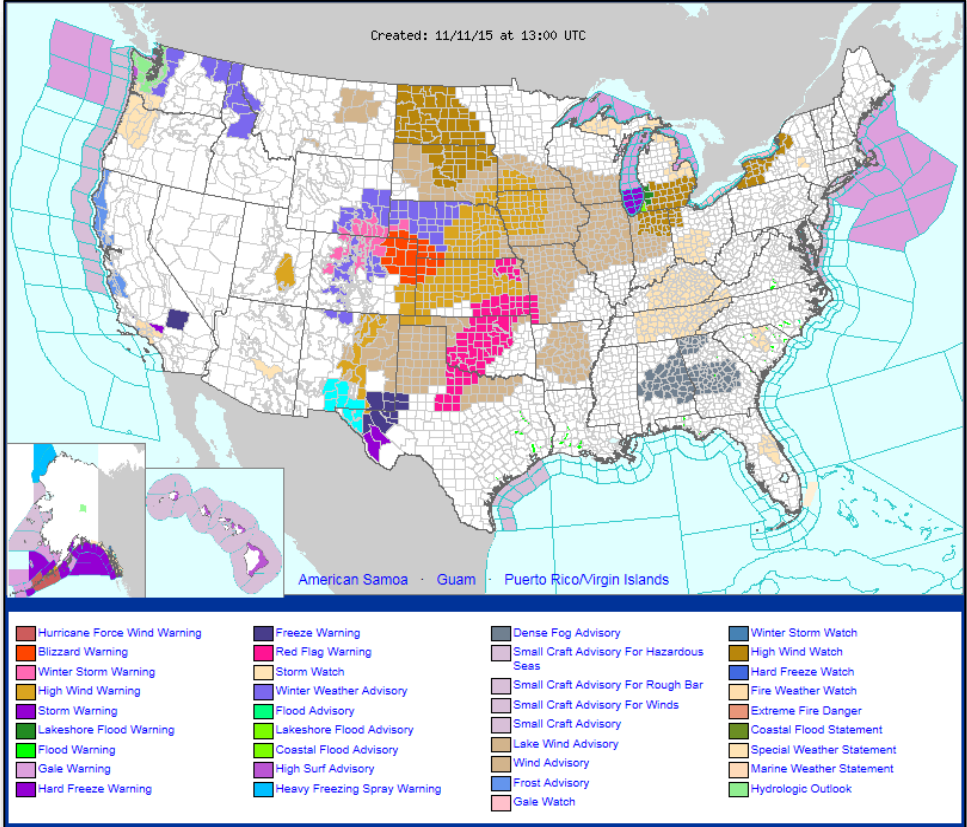 Created: 11/11/15 at 13:00 UTC
American Samoa · Guam · Puerto Rico/Virgin Islands
Hurricane Force Wind Warning
Blizzard Warning
Winter Storm Warning
High Wind Warning
Storm Warning
Lakeshore Flood Warning
Flood Warning
Gale Warning
Hard Freeze Warning
Freeze Warning
Red Flag Warning
Storm Watch
Winter Weather Advisory
Flood Advisory
Lakeshore Flood Advisory
Coastal Flood Advisory
High Surf Advisory
Heavy Freezing Spray Warning
Dense Fog Advisory
Small Craft Advisory For Hazardous
Seas
Small Craft Advisory For Rough Bar
Small Craft Advisory For Winds
Small Craft Advisory
Lake Wind Advisory
Wind Advisory
Frost Advisory
Gale Watch
Winter Storm Watch
High Wind Watch
Hard Freeze Watch
Fire Weather Watch
Extreme Fire Danger
Coastal Flood Statement
Special Weather Statement
Marine Weather Statement
Hydrologic Outlook